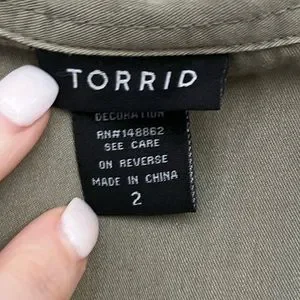 TORRID
DECORATION
RN#148862
SEE CARE
ON REVERSE
MADE IN CHINA
2